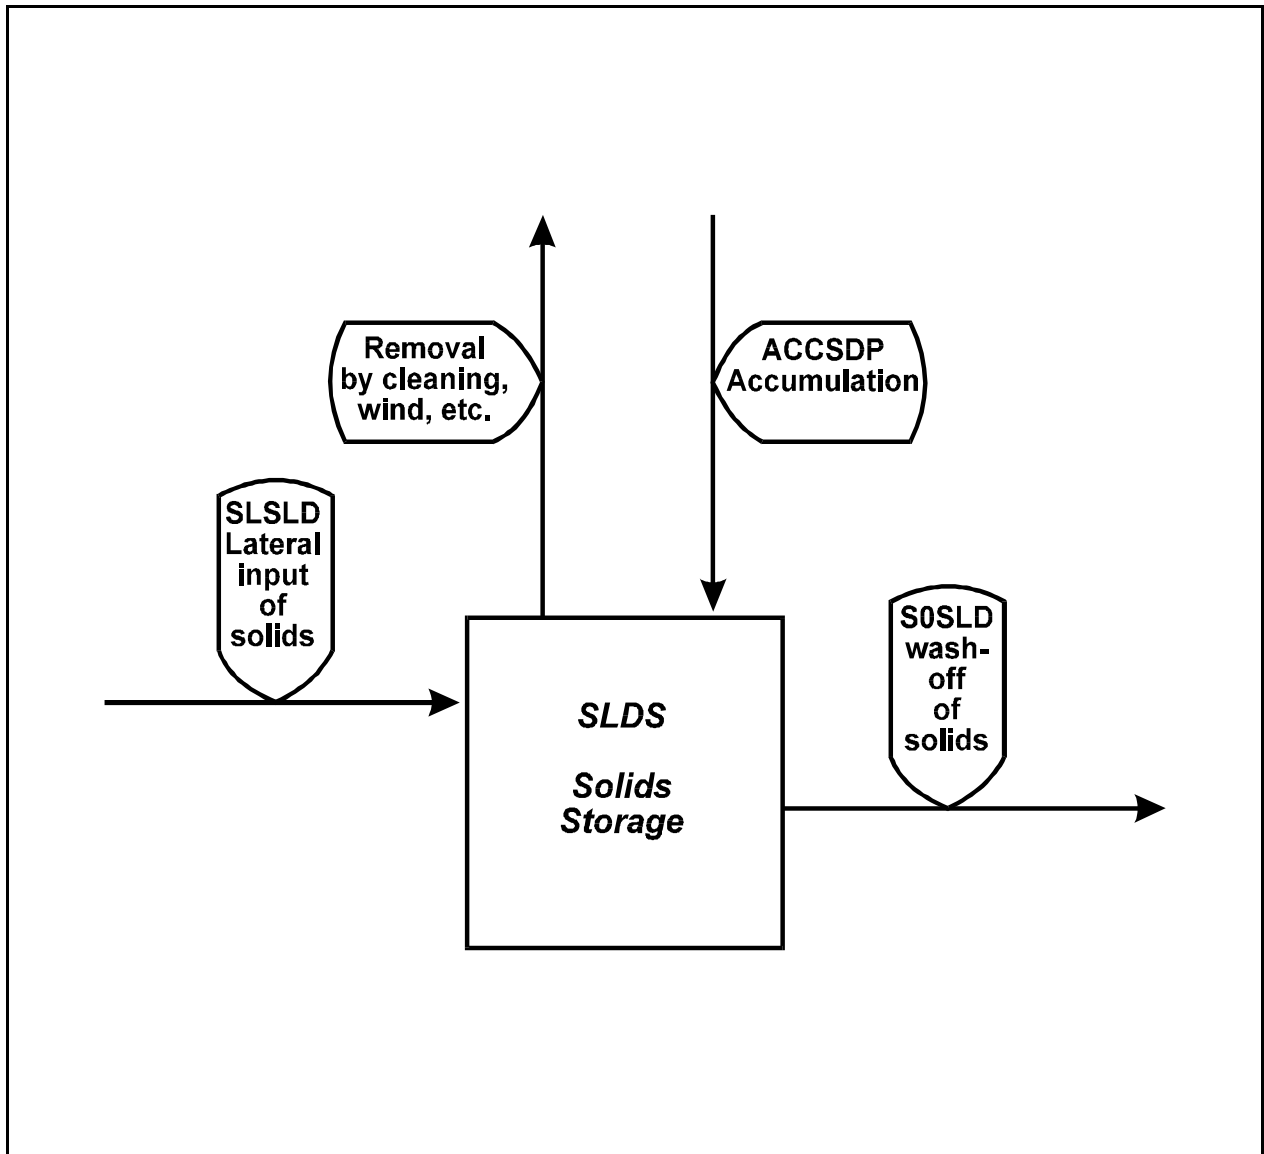 Removal
by cleaning,
wind, etc.
ACCSDP
Accumulation
SLSLD
Lateral
input
of
solids
S0SLD
wash-
off
of
solids
SLDS
Solids
Storage